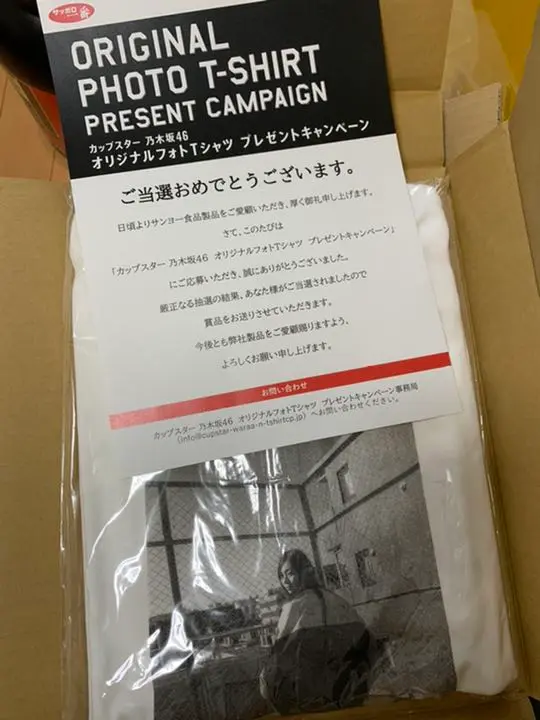 サッポロ一番
ORIGINAL
PHOTO T-SHIRT
PRESENT CAMPAIGN
カップスター 乃木坂46
オリジナルフォトTシャツ プレゼントキャンペーン
ご当選おめでとうございます。
日頃よりサンヨー食品製品をご愛顧いただき、厚く御礼申し上げます。
さて、このたびは
「カップスター 乃木坂46 オリジナルフォトTシャツ プレゼントキャンペーン」
にご応募いただき、誠にありがとうございました。
厳正なる抽選の結果、あなた様がご当選されましたので
賞品をお送りさせていただきます。
今後とも弊社製品をご愛顧賜りますよう、
よろしくお願い申し上げます。
お問い合わせ
カップスター 乃木坂46 オリジナルフォトTシャツ プレゼントキャンペーン事務局
(info@cupstar-waraa-n-tshirtcp.jp) へお問い合わせください。